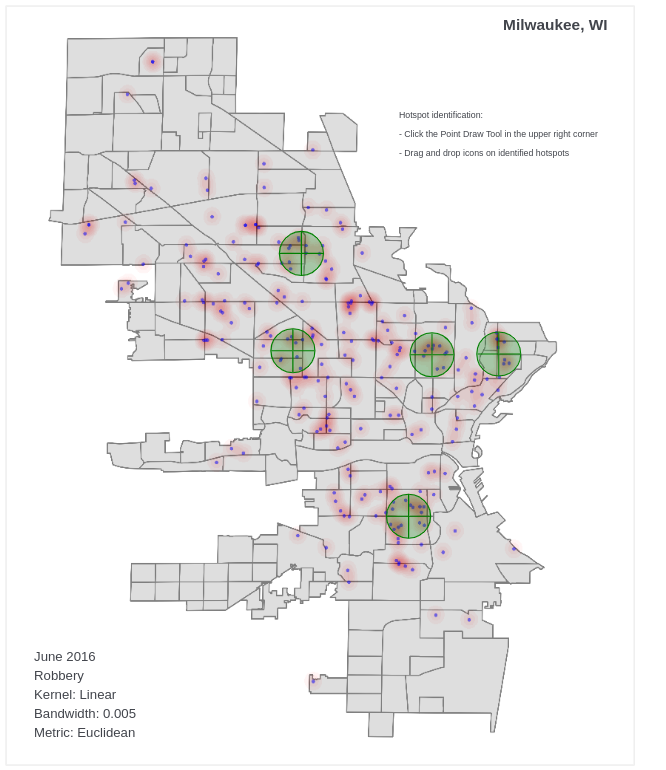 Milwaukee, WI
Hotspot identification:
- Click the Point Draw Tool in the upper right corner
- Drag and drop icons on identified hotspots
June 2016
Robbery
Kernel: Linear
Bandwidth: 0.005
Metric: Euclidean